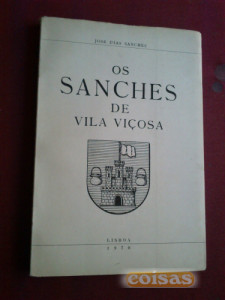 JOSÉ DIAS SANCHES
OS
SANCHES
DE
VILA VIÇOSA
LISBOA
coisas